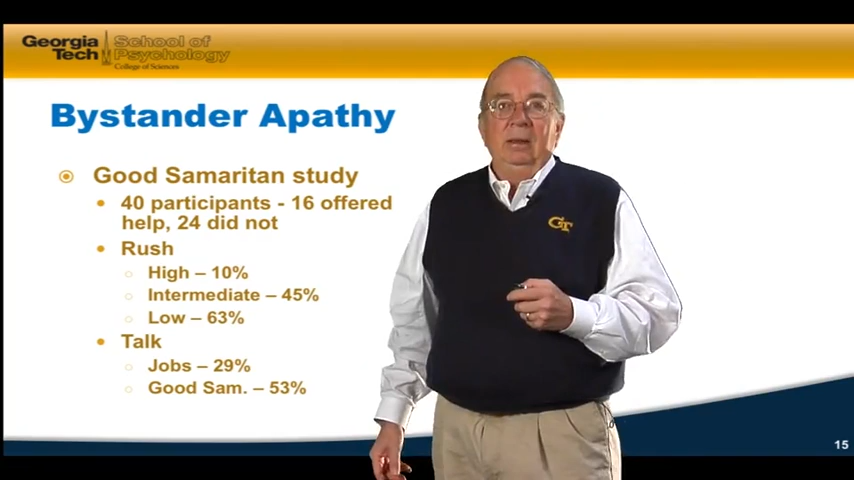 Georgia Tech
School of Psychology
College of Sciences
Bystander Apathy
Good Samaritan study
40 participants - 16 offered
help, 24 did not
Rush
High – 10%
Intermediate – 45%
Low – 63%
Talk
Jobs – 29%
Good Sam. – 53%
GT
15